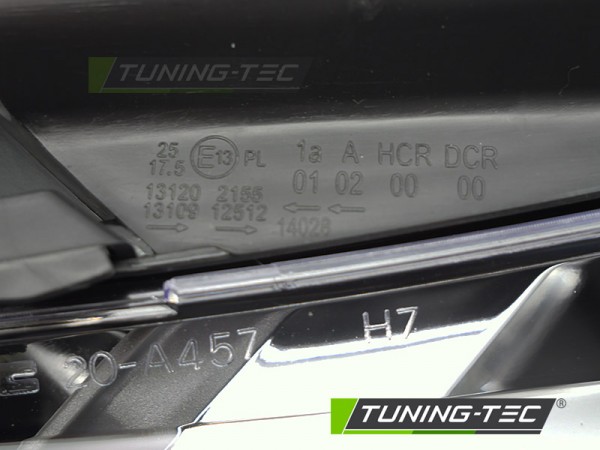 TUNING-TEC
25 E13 PL 1a A HCR DCR
17.5
13120 2156 01 02 00 00
13109 12512 ←←
→ → 14028
20-A457 H7
TUNING-TEC®